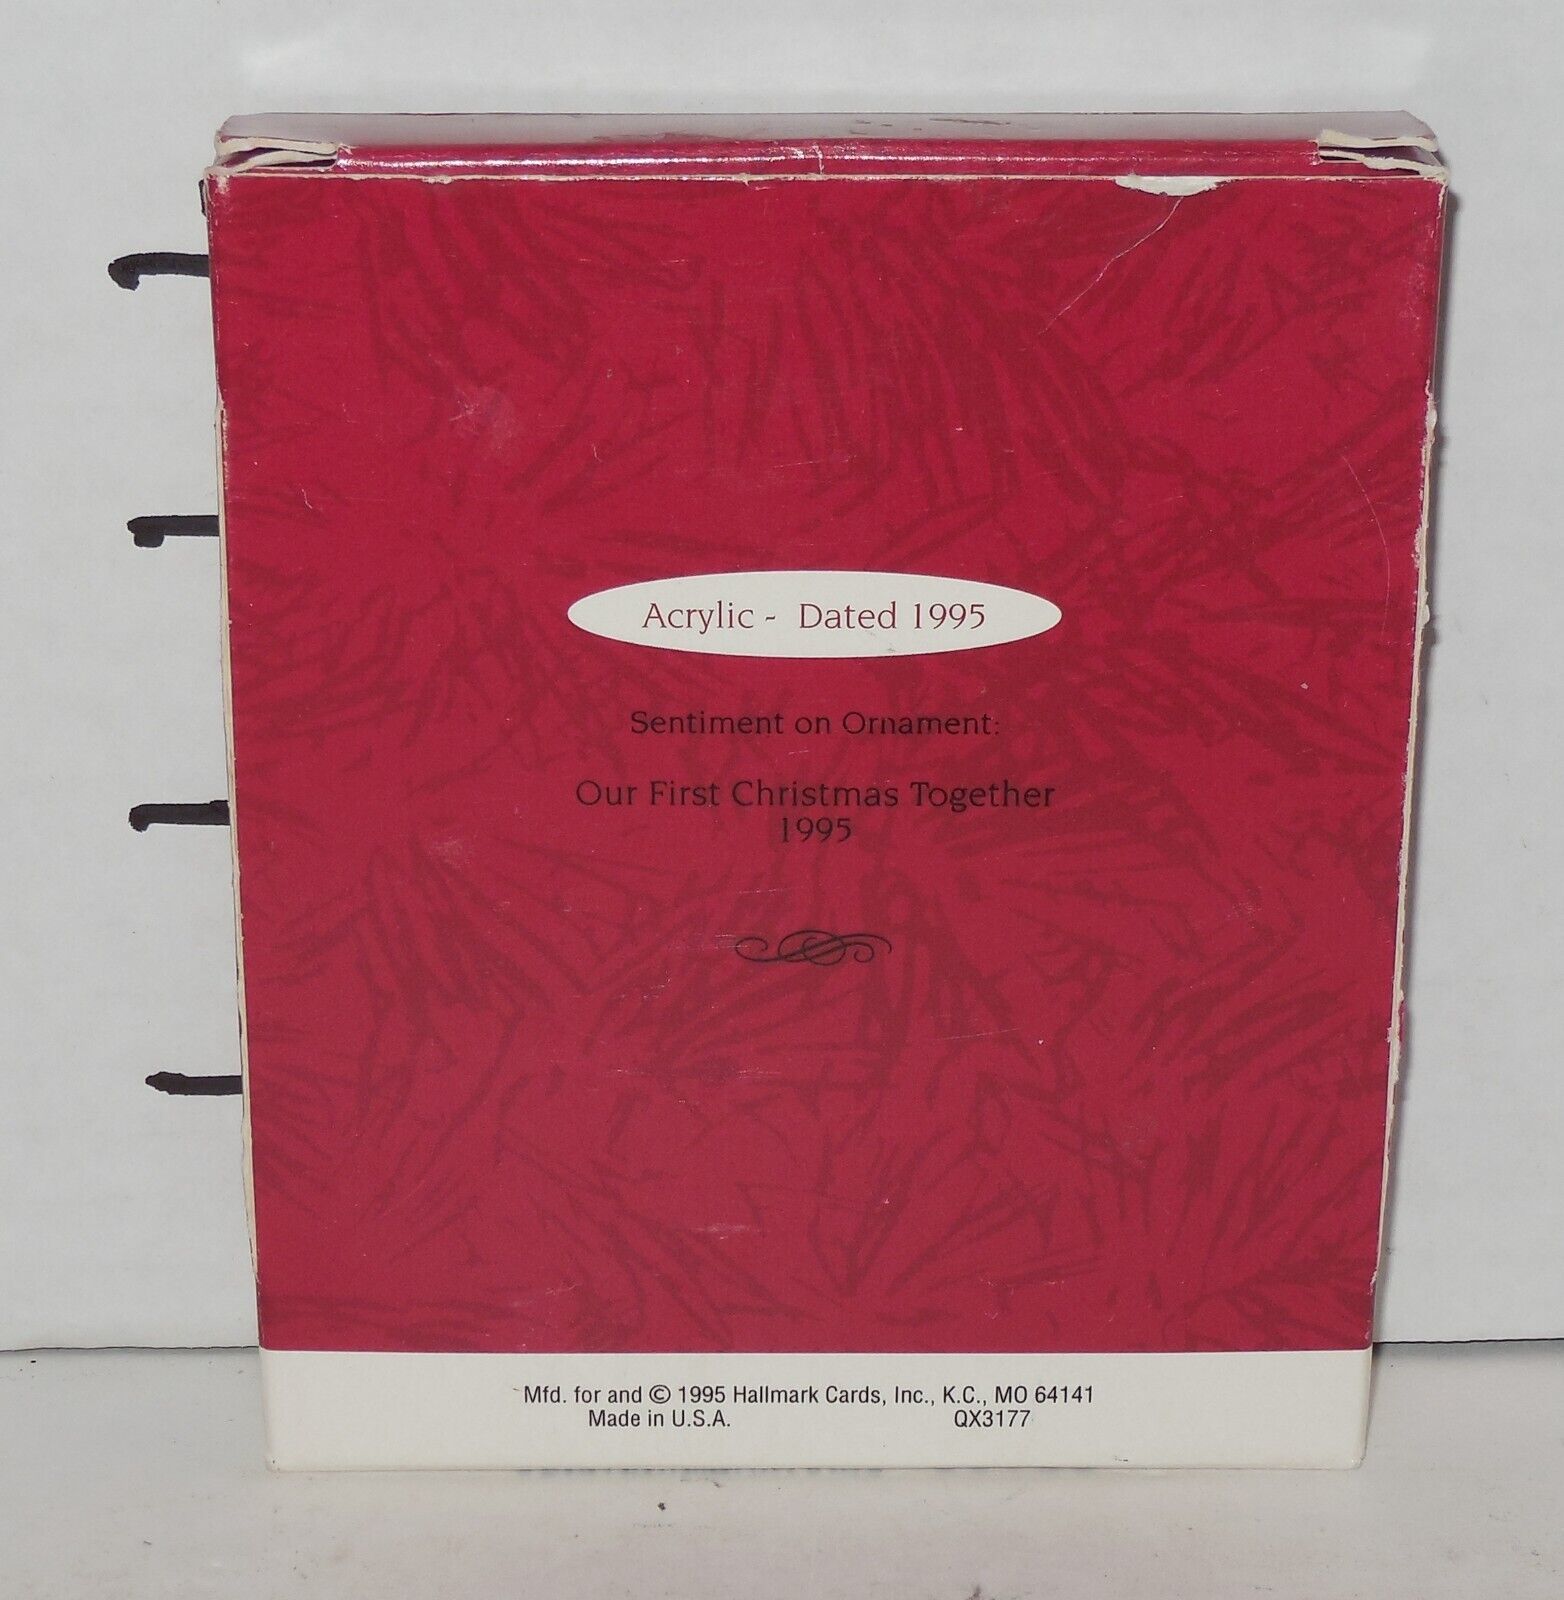 Acrylic - Dated 1995
Sentiment on Ornament:
Our First Christmas Together
1995
Mfd. for and © 1995 Hallmark Cards, Inc., K.C., MO 64141
Made in U.S.A. QX3177